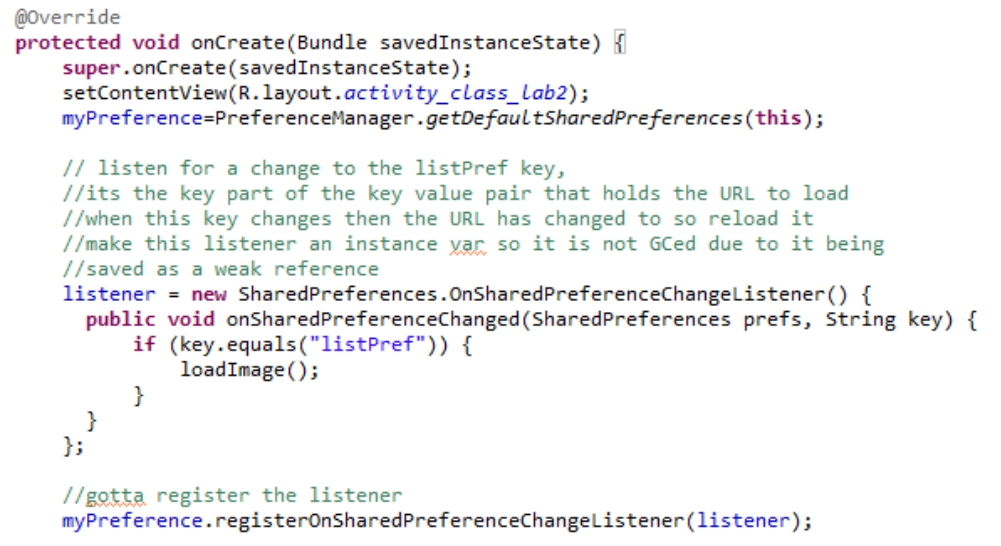 @Override
protected void onCreate(Bundle savedInstanceState) {
    super.onCreate(savedInstanceState);
    setContentView(R.layout.activity_class_lab2);
    myPreference=PreferenceManager.getDefaultSharedPreferences(this);

    // listen for a change to the listPref key,
    //its the key part of the key value pair that holds the URL to load
    //when this key changes then the URL has changed to so reload it
    //make this listener an instance var so it is not GCed due to it being
    //saved as a weak reference
    listener = new SharedPreferences.OnSharedPreferenceChangeListener() {
      public void onSharedPreferenceChanged(SharedPreferences prefs, String key) {
          if (key.equals("listPref")) {
              loadImage();
          }
      }
    };

    //gotta register the listener
    myPreference.registerOnSharedPreferenceChangeListener(listener);